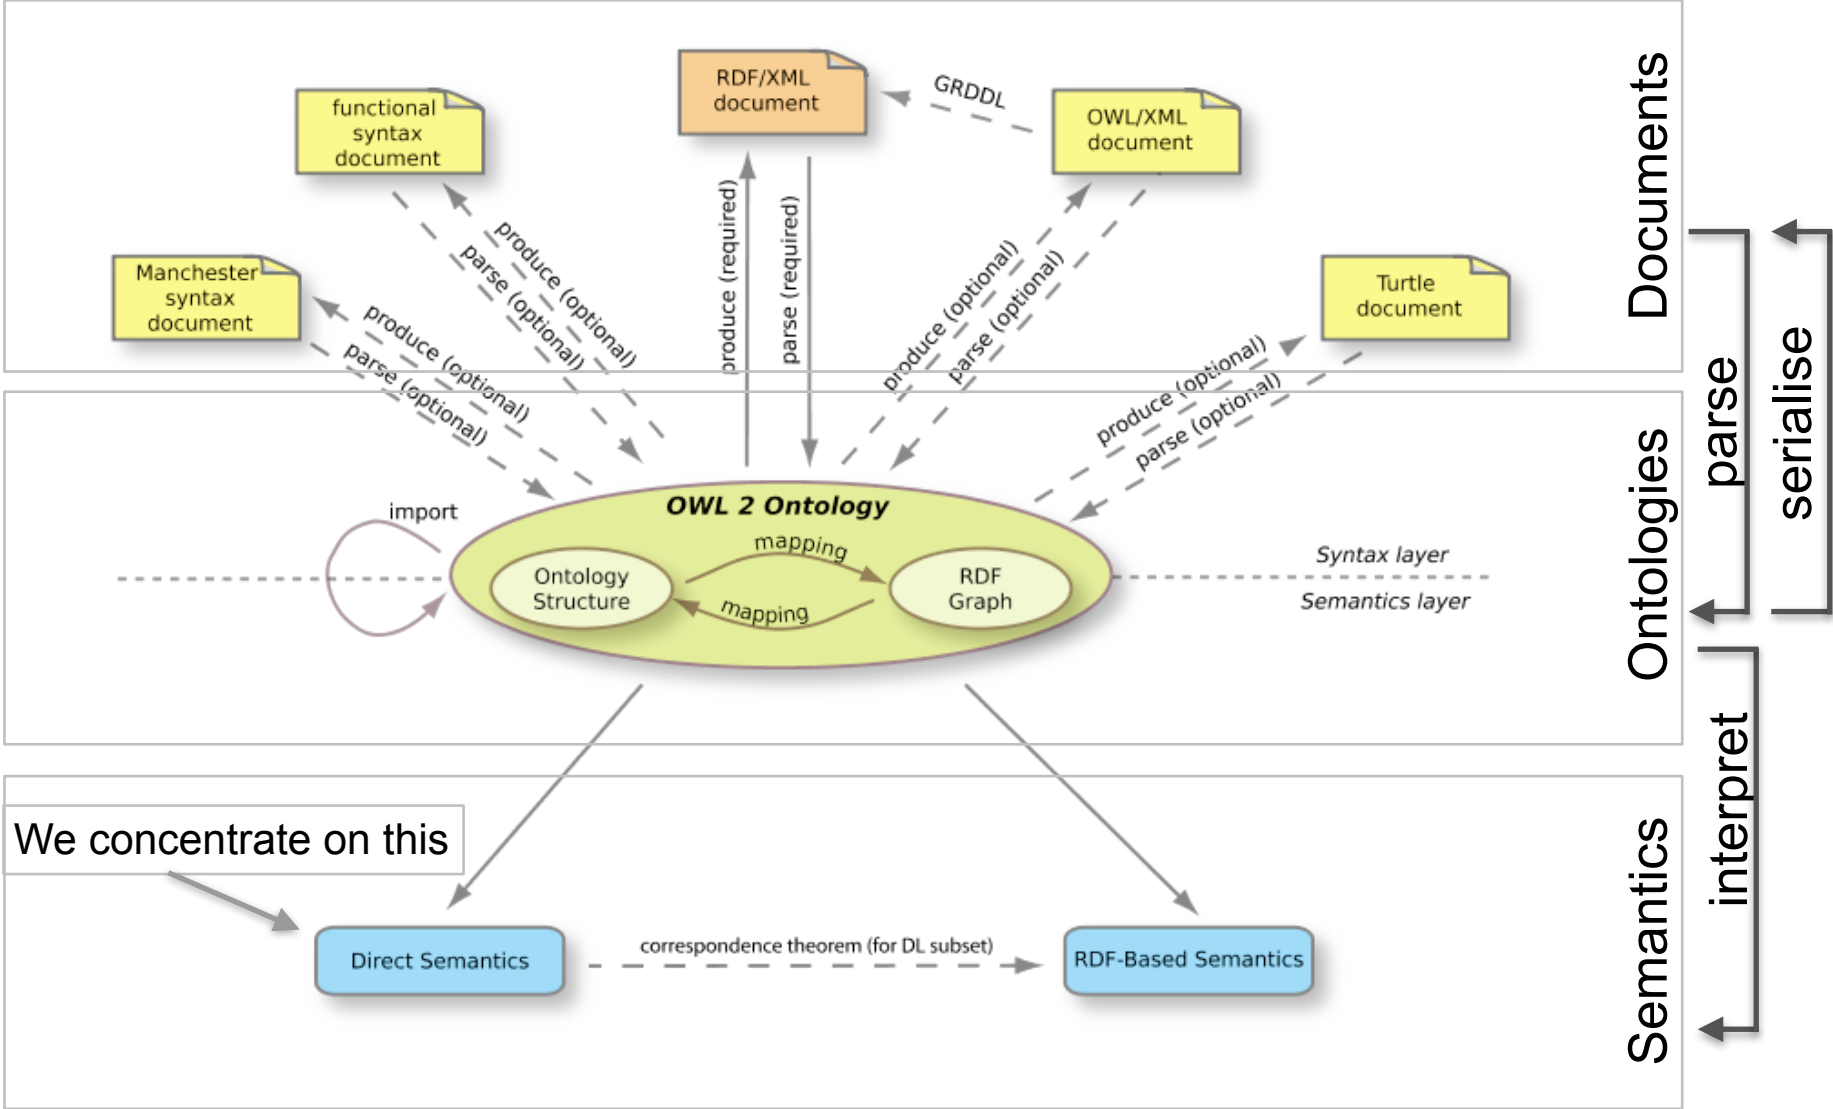 RDF/XML
document
GRDDL
functional
syntax
document
OWL/XML
document
Documents
Manchester
syntax
document
Turtle
document
produce (optional)
parse (optional)
produce (optional)
parse (optional)
produce (required)
parse (required)
produce (optional)
parse (optional)
produce (optional)
parse (optional)
parse
serialise
OWL 2 Ontology
import
mapping
Ontology
Structure
RDF
Graph
mapping
Syntax layer
Semantics layer
Ontologies
interpret
We concentrate on this
Direct Semantics
correspondence theorem (for DL subset)
RDF-Based Semantics
Semantics